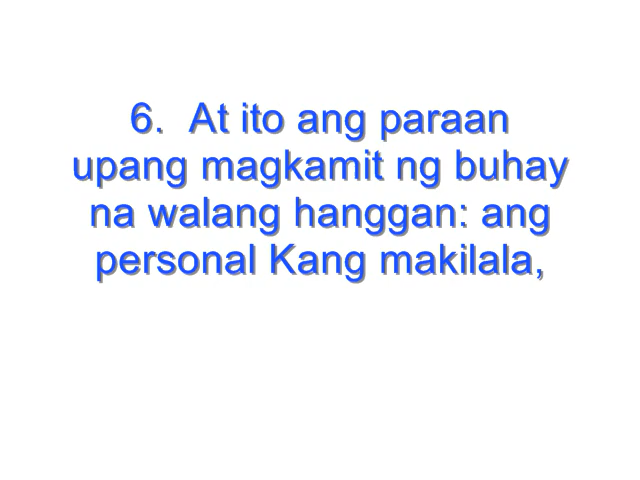 6.  At ito ang paraan
upang magkamit ng buhay
na walang hanggan: ang
personal Kang makilala,